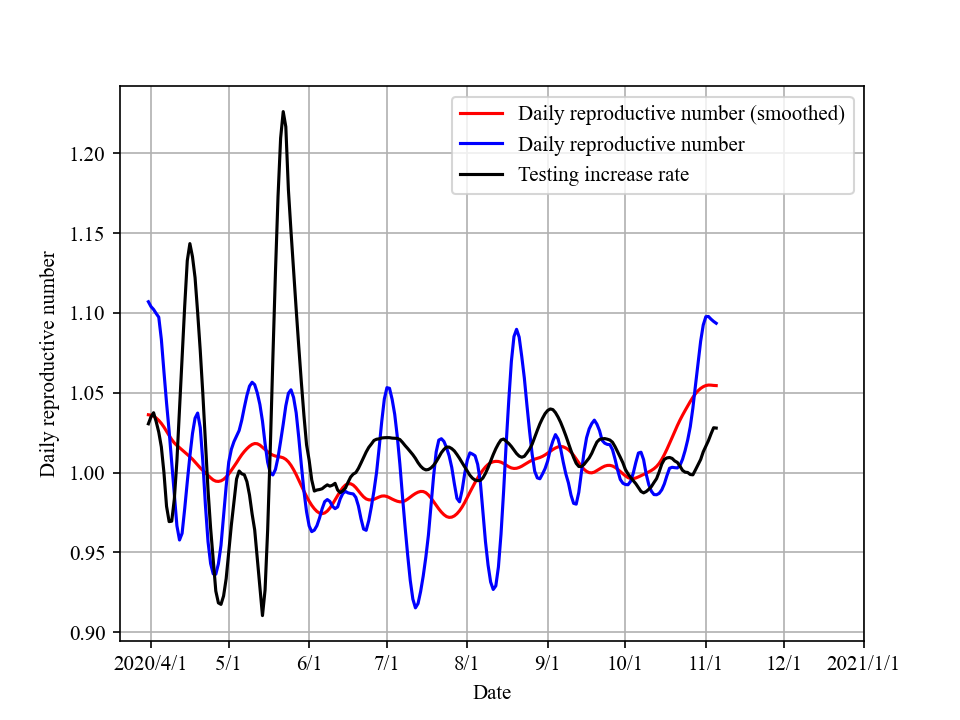 Daily reproductive number (smoothed)
Daily reproductive number
Testing increase rate
1.20
1.15
1.10
1.05
1.00
0.95
0.90
Daily reproductive number
2020/4/1 5/1 6/1 7/1 8/1 9/1 10/1 11/1 12/1 2021/1/1
Date